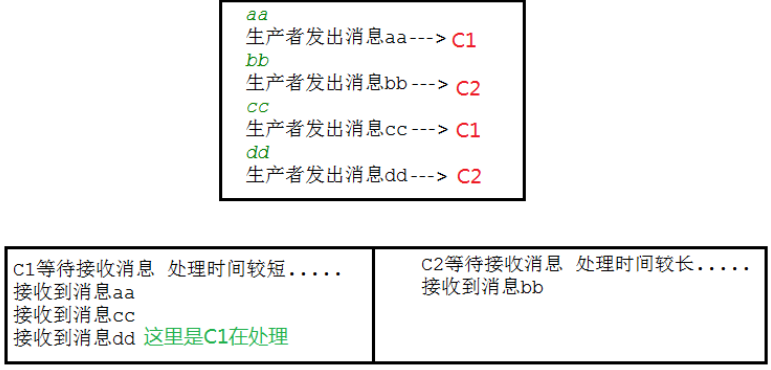 aa
生产者发出消息aa---> C1
bb
生产者发出消息bb---> C2
cc
生产者发出消息cc---> C1
dd
生产者发出消息dd---> C2
C1等待接收消息 处理时间较短.....
接收到消息aa
接收到消息cc
接收到消息dd 这里是C1在处理
C2等待接收消息 处理时间较长.....
接收到消息bb